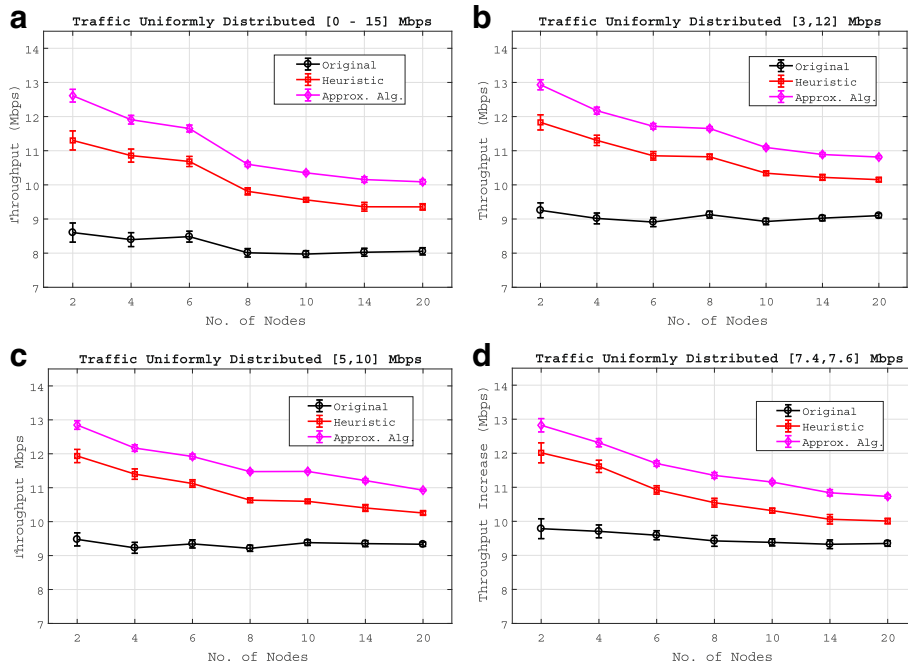 a
Traffic Uniformly Distributed [0 - 15] Mbps
14
13
12
11
10
9
8
7
Throughput (Mbps)
Original
Heuristic
Approx. Alg.
2 4 6 8 10 14 20
No. of Nodes
b
Traffic Uniformly Distributed [3,12] Mbps
14
13
12
11
10
9
8
7
Throughput (Mbps)
Original
Heuristic
Approx. Alg.
2 4 6 8 10 14 20
No. of Nodes
c
Traffic Uniformly Distributed [5,10] Mbps
14
13
12
11
10
9
8
7
Throughput Mbps
Original
Heuristic
Approx. Alg.
2 4 6 8 10 14 20
No. of Nodes
d
Traffic Uniformly Distributed [7.4,7.6] Mbps
14
13
12
11
10
9
8
7
Throughput Increase (Mbps)
Original
Heuristic
Approx. Alg.
2 4 6 8 10 14 20
No. of Nodes